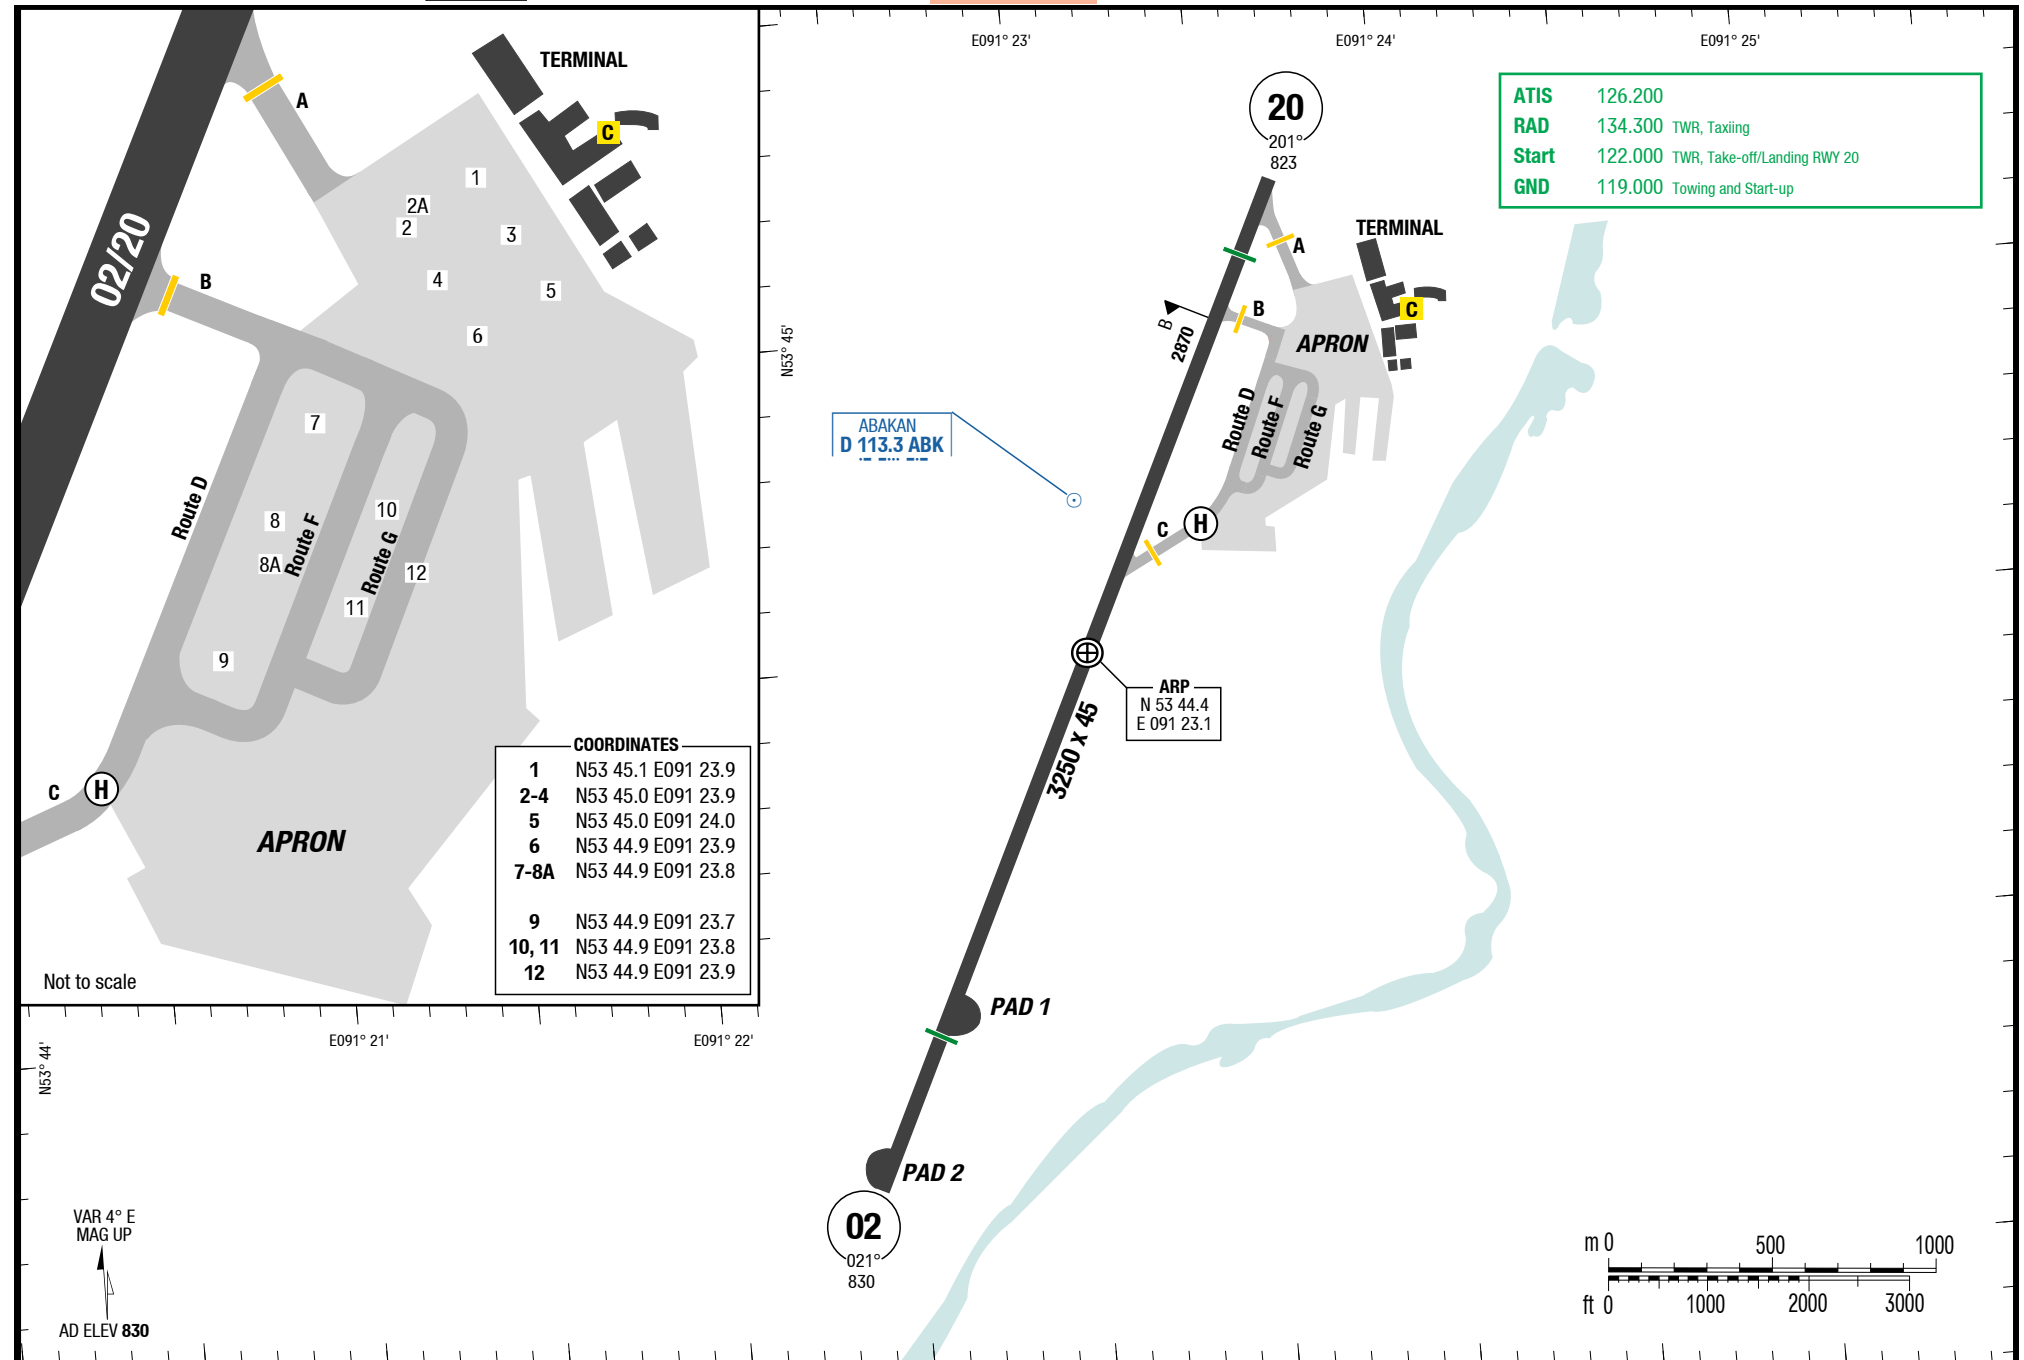 TERMINAL
A
C
1
2A
2
3
4
5
6
02/20
B
7
8
8A
9
10
11
12
Route D
Route F
Route G
C
H
APRON
Not to scale
COORDINATES
1 N53 45.1 E091 23.9
2-4 N53 45.0 E091 23.9
5 N53 45.0 E091 24.0
6 N53 44.9 E091 23.9
7-8A N53 44.9 E091 23.8
9 N53 44.9 E091 23.7
10, 11 N53 44.9 E091 23.8
12 N53 44.9 E091 23.9
E091° 23'
E091° 24'
E091° 25'
ATIS 126.200
RAD 134.300 TWR, Taxiing
Start 122.000 TWR, Take-off/Landing RWY 20
GND 119.000 Towing and Start-up
20
201°
823
TERMINAL
A
B
C
B
2870
APRON
N53° 45'
Route D
Route F
Route G
ABAKAN
D 113.3 ABK
C
H
ARP
N 53 44.4
E 091 23.1
3250 x 45
PAD 1
PAD 2
02
021°
830
E091° 21'
E091° 22'
N53° 44'
VAR 4° E
MAG UP
AD ELEV 830
m 0 500 1000
ft 0 1000 2000 3000